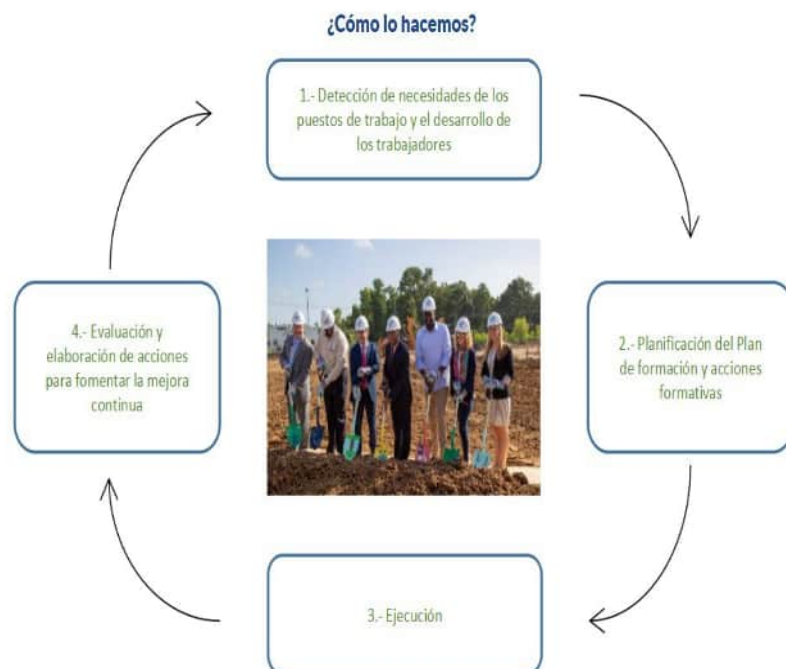 ¿Cómo lo hacemos?
1.- Detección de necesidades de los
puestos de trabajo y el desarrollo de
los trabajadores
4.- Evaluación y
elaboración de acciones
para fomentar la mejora
continua
2.- Planificación del Plan
de formación y acciones
formativas
3.- Ejecución